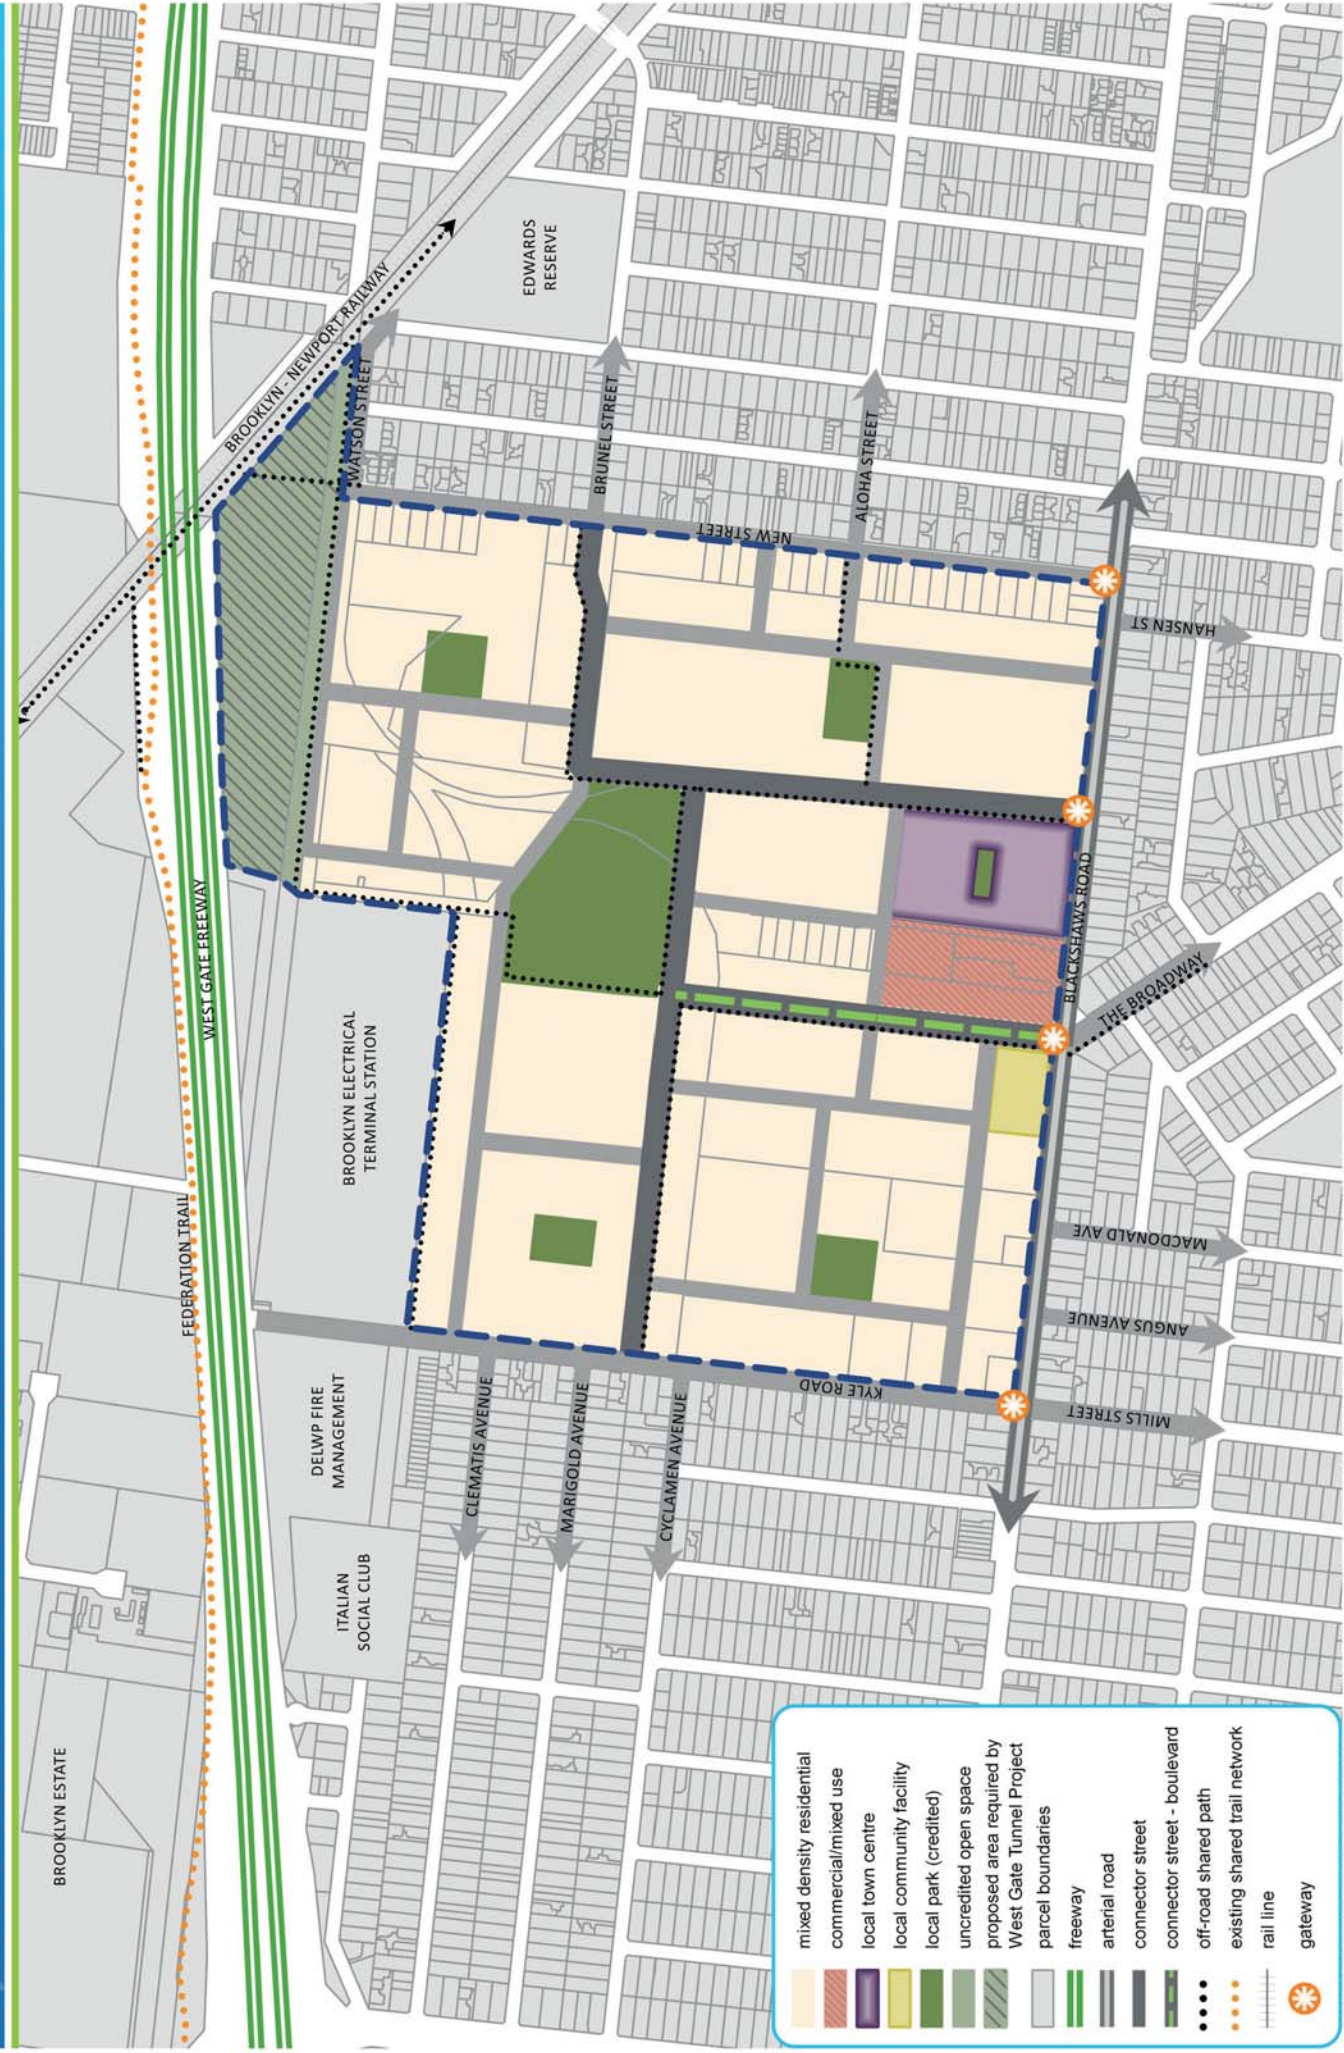 BROOKLYN ESTATE
FEDERATION TRAIL
WEST GATE FREEWAY
BROOKLYN - NEWPORT RAILWAY
ITALIAN
SOCIAL CLUB
DELWP FIRE
MANAGEMENT
BROOKLYN ELECTRICAL
TERMINAL STATION
WATSON STREET
EDWARDS
RESERVE
CLEMATIS AVENUE
MARIGOLD AVENUE
CYCLAMEN AVENUE
BRUNEL STREET
NEW STREET
ALOHA STREET
KYLE ROAD
BLACKSHAWS ROAD
MILLS STREET
ANGUS AVENUE
MACDONALD AVE
THE BROADWAY
HANSEN ST
mixed density residential
commercial/mixed use
local town centre
local community facility
local park (credited)
uncredited open space
proposed area required by
West Gate Tunnel Project
parcel boundaries
freeway
arterial road
connector street
connector street - boulevard
off-road shared path
existing shared trail network
rail line
gateway